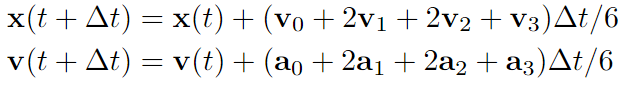 x(t + Δt) = x(t) + (v₀ + 2v₁ + 2v₂ + v₃)Δt/6
v(t + Δt) = v(t) + (a₀ + 2a₁ + 2a₂ + a₃)Δt/6